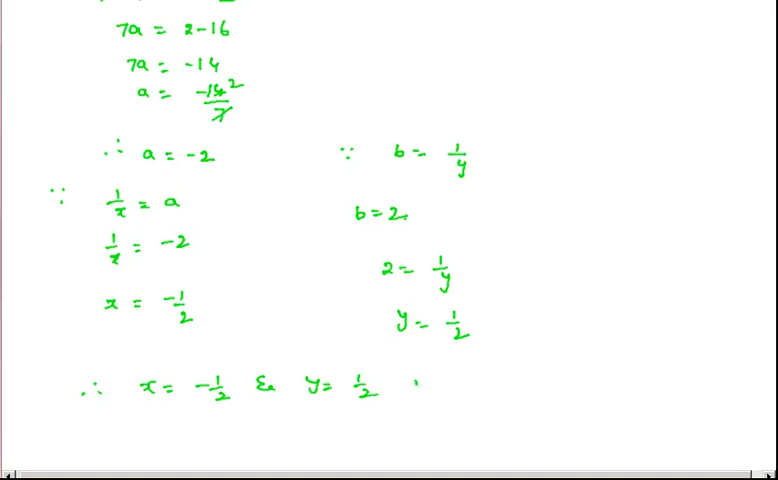 7a = 2-16
7a = -14
a = -14/7 2
∴ a = -2
∵ 1/x = a
1/x = -2
x = -1/2
∵ b = 1/y
b = 2
2 = 1/y
y = 1/2
∴ x = -1/2 & y = 1/2